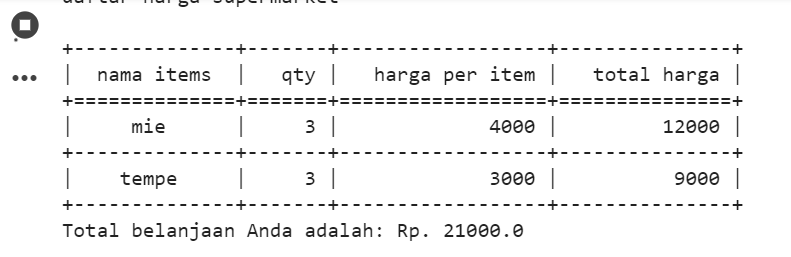 daftar harga supermarket
+--------------+-------+-------------------+---------------+
|  nama items  |   qty |   harga per item |   total harga |
+==============+=======+===================+===============+
|     mie      |     3 |             4000 |         12000 |
+--------------+-------+-------------------+---------------+
|    tempe     |     3 |             3000 |          9000 |
+--------------+-------+-------------------+---------------+
Total belanjaan Anda adalah: Rp. 21000.0